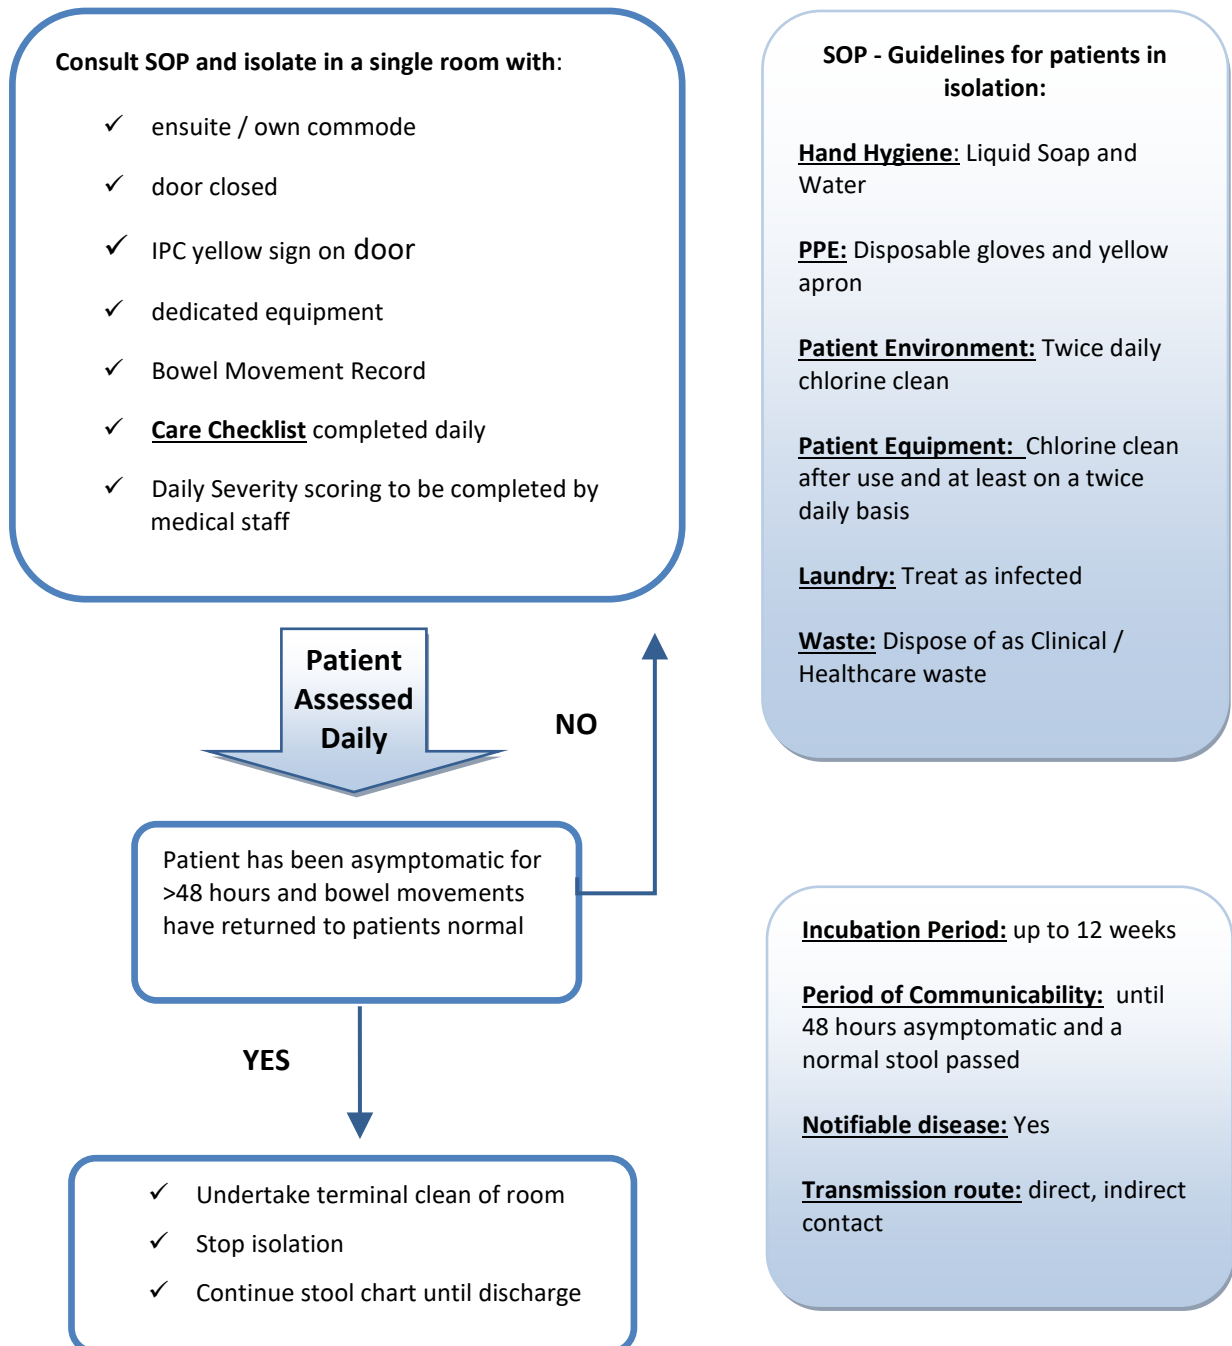 Consult SOP and isolate in a single room with:
✓ ensuite / own commode
✓ door closed
✓ IPC yellow sign on door
✓ dedicated equipment
✓ Bowel Movement Record
✓ Care Checklist completed daily
✓ Daily Severity scoring to be completed by
medical staff
Patient
Assessed
Daily
NO
Patient has been asymptomatic for
>48 hours and bowel movements
have returned to patients normal
YES
✓ Undertake terminal clean of room
✓ Stop isolation
✓ Continue stool chart until discharge
SOP - Guidelines for patients in
isolation:
Hand Hygiene: Liquid Soap and
Water
PPE: Disposable gloves and yellow
apron
Patient Environment: Twice daily
chlorine clean
Patient Equipment: Chlorine clean
after use and at least on a twice
daily basis
Laundry: Treat as infected
Waste: Dispose of as Clinical /
Healthcare waste
Incubation Period: up to 12 weeks
Period of Communicability: until
48 hours asymptomatic and a
normal stool passed
Notifiable disease: Yes
Transmission route: direct, indirect
contact